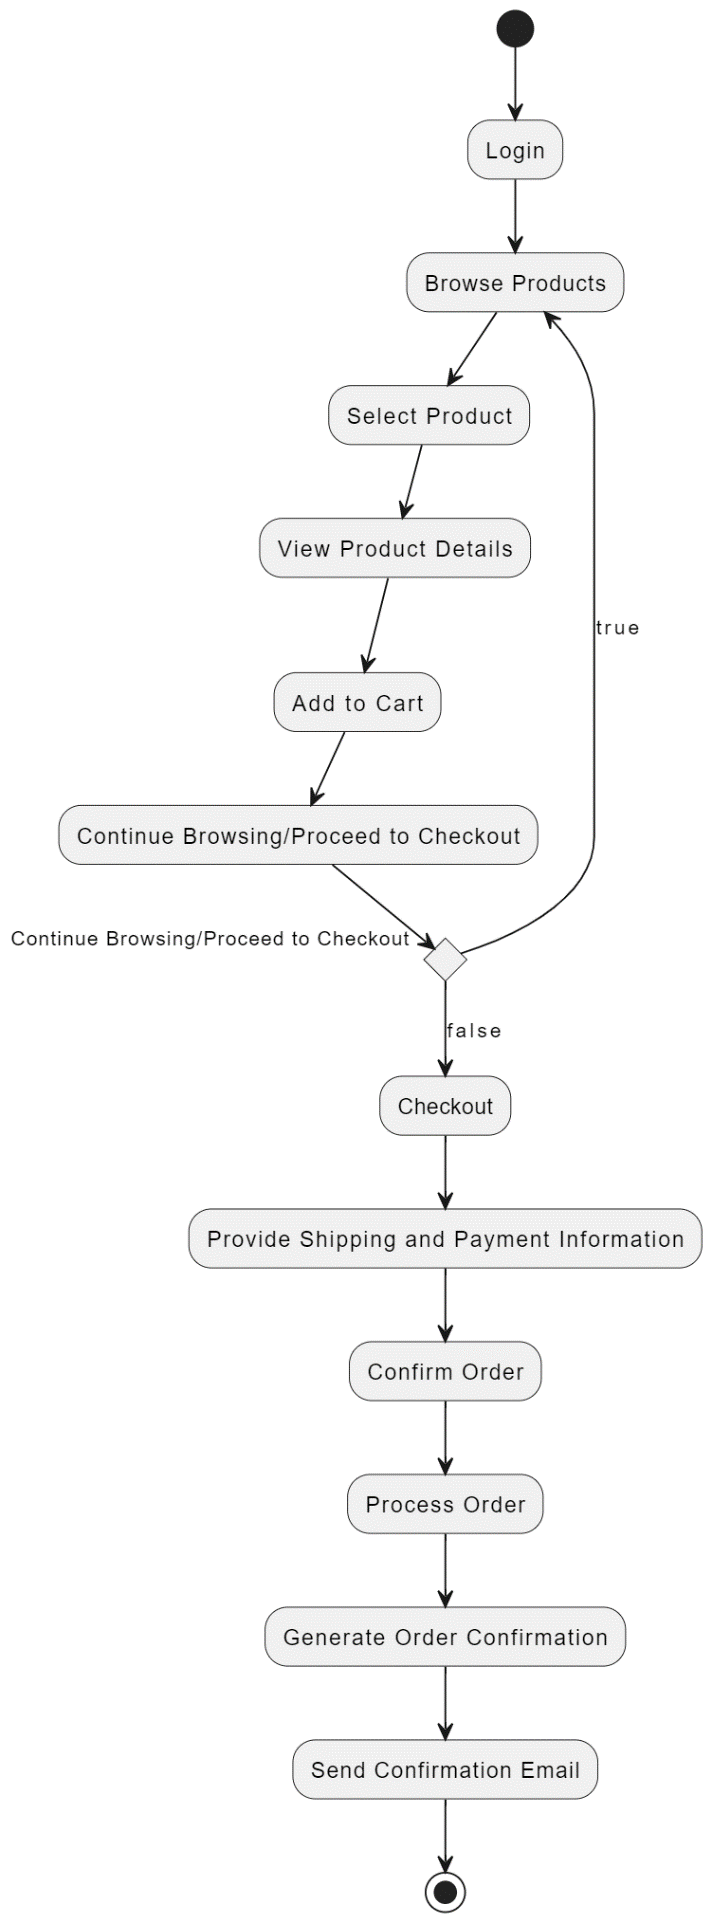 Login
Browse Products
Select Product
View Product Details
true
Add to Cart
Continue Browsing/Proceed to Checkout
Continue Browsing/Proceed to Checkout
false
Checkout
Provide Shipping and Payment Information
Confirm Order
Process Order
Generate Order Confirmation
Send Confirmation Email